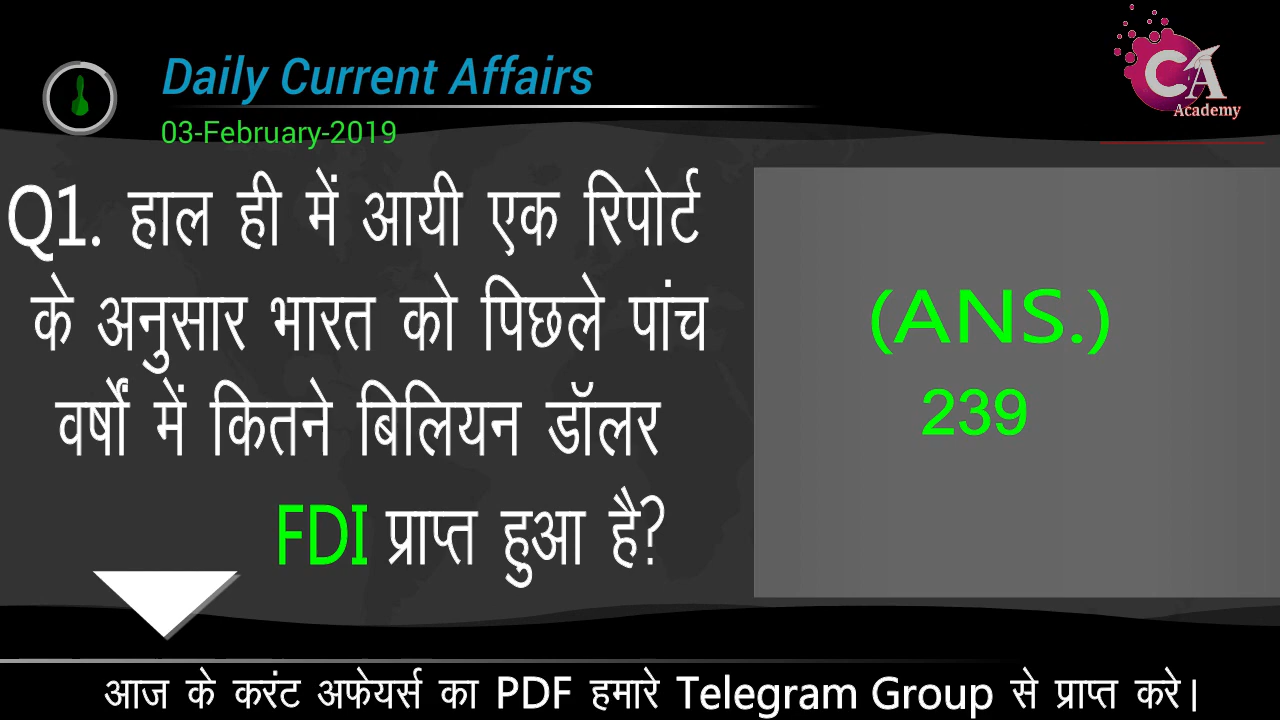 Daily Current Affairs
03-February-2019
CA
Academy
Q1. हाल ही में आयी एक रिपोर्ट
के अनुसार भारत को पिछले पांच
वर्षों में कितने बिलियन डॉलर
FDI प्राप्त हुआ है?
(ANS.)
239
आज के करंट अफेयर्स का PDF हमारे Telegram Group से प्राप्त करे।